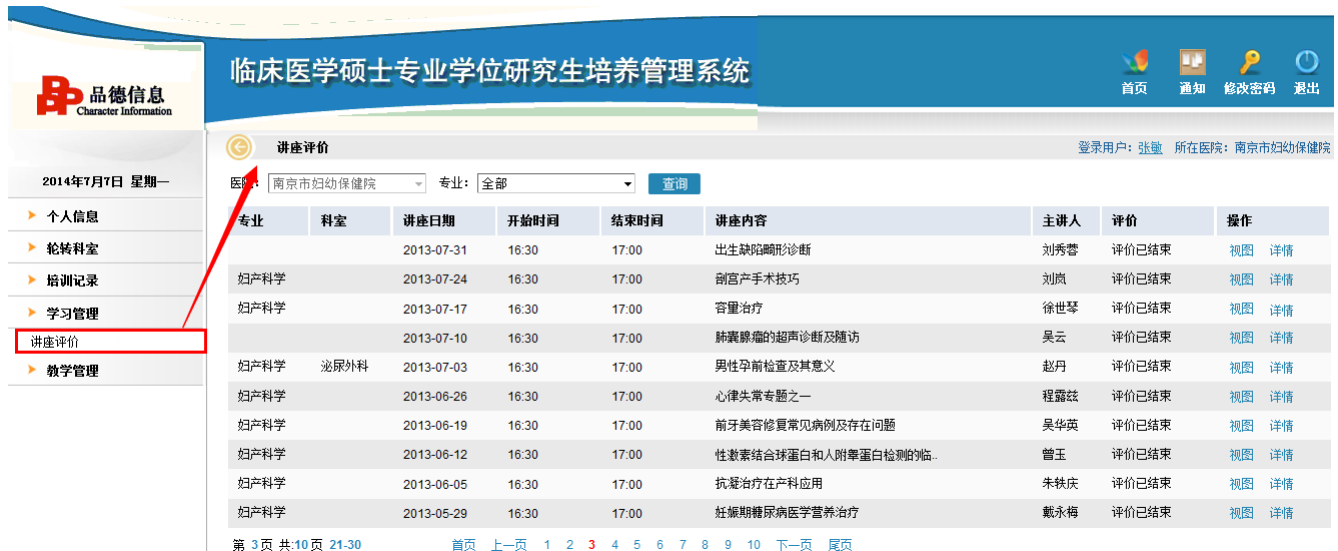 临床医学硕士专业学位研究生培养管理系统
品德信息
Character Information
首页 通知 修改密码 退出
讲座评价 登录用户：张敏 所在医院：南京市妇幼保健院
2014年7月7日 星期一
医院： 南京市妇幼保健院 专业： 全部 查询
个人信息
轮转科室
培训记录
学习管理
讲座评价
教学管理
专业 科室 讲座日期 开始时间 结束时间 讲座内容 主讲人 评价 操作
2013-07-31 16:30 17:00 出生缺陷畸形诊断 刘秀蓉 评价已结束 视图 详情
妇产科学 2013-07-24 16:30 17:00 剖宫产手术技巧 刘岚 评价已结束 视图 详情
妇产科学 2013-07-17 16:30 17:00 容量治疗 徐世琴 评价已结束 视图 详情
2013-07-10 16:30 17:00 肺囊腺瘤的超声诊断及随访 吴云 评价已结束 视图 详情
妇产科学 泌尿外科 2013-07-03 16:30 17:00 男性孕前检查及其意义 赵丹 评价已结束 视图 详情
妇产科学 2013-06-26 16:30 17:00 心律失常专题之一 程露兹 评价已结束 视图 详情
妇产科学 2013-06-19 16:30 17:00 前牙美容修复常见病例及存在问题 吴华英 评价已结束 视图 详情
妇产科学 2013-06-12 16:30 17:00 性激素结合球蛋白和人附睾蛋白检测的临.. 曾玉 评价已结束 视图 详情
妇产科学 2013-06-05 16:30 17:00 抗凝治疗在产科应用 朱轶庆 评价已结束 视图 详情
妇产科学 2013-05-29 16:30 17:00 妊娠期糖尿病医学营养治疗 戴永梅 评价已结束 视图 详情
第 3页 共:10页 21-30 首页 上一页 1 2 3 4 5 6 7 8 9 10 下一页 尾页